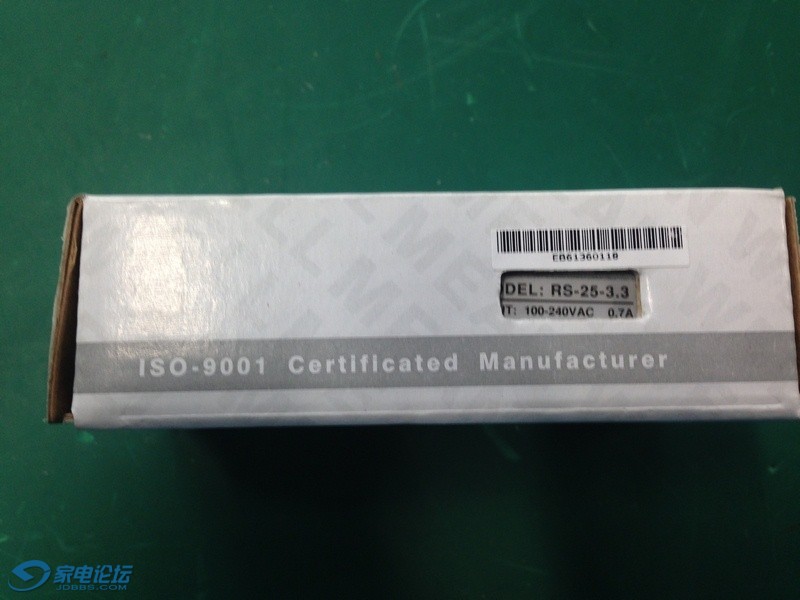 EB61360118
DEL: RS-25-3.3
IT: 100-240VAC 0.7A
ISO-9001 Certificated Manufacturer
家电论坛
JDBBS.COM